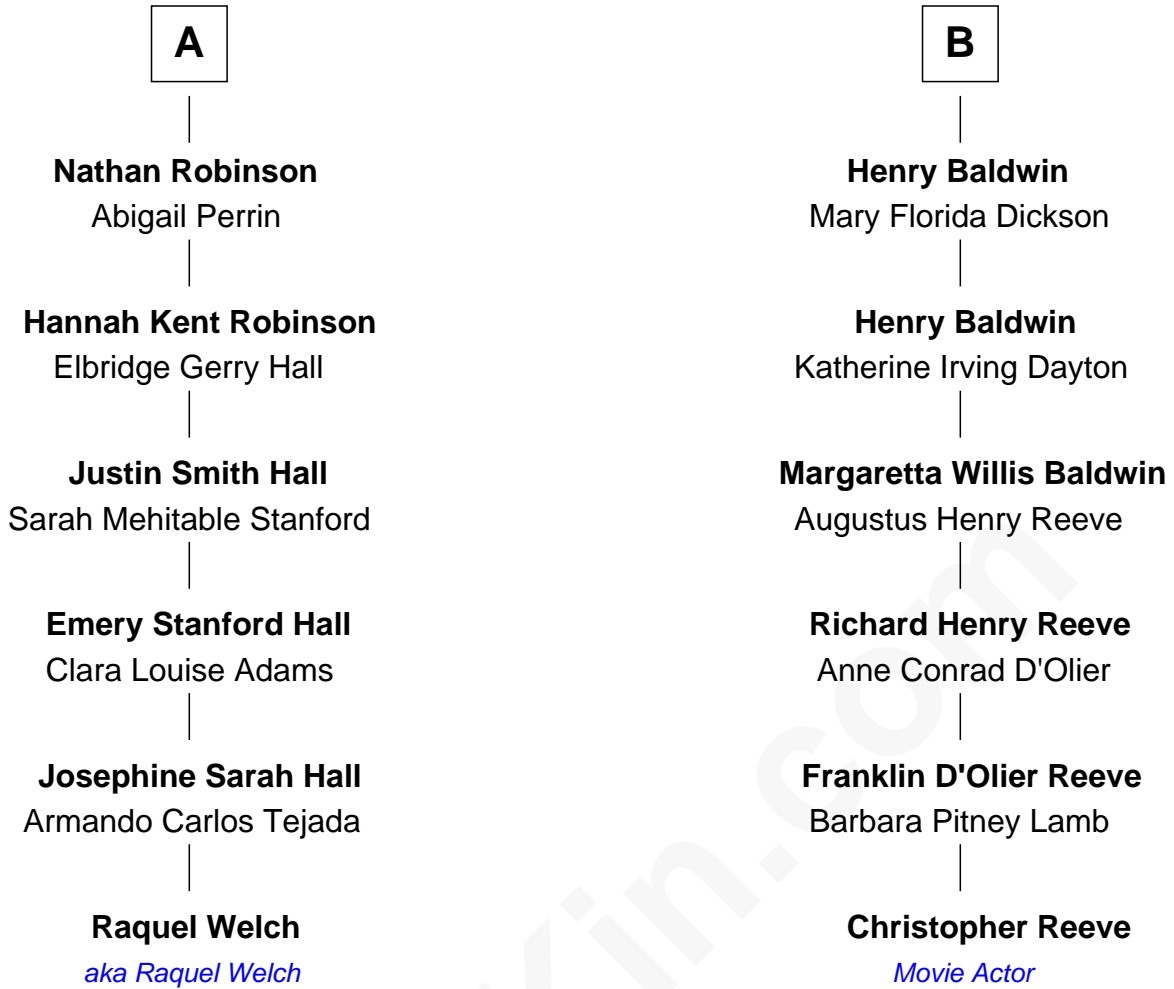 A
Nathan Robinson
Abigail Perrin
Hannah Kent Robinson
Elbridge Gerry Hall
Justin Smith Hall
Sarah Mehitable Stanford
Emery Stanford Hall
Clara Louise Adams
Josephine Sarah Hall
Armando Carlos Tejada
Raquel Welch
aka Raquel Welch
B
Henry Baldwin
Mary Florida Dickson
Henry Baldwin
Katherine Irving Dayton
Margaretta Willis Baldwin
Augustus Henry Reeve
Richard Henry Reeve
Anne Conrad D'Olier
Franklin D'Olier Reeve
Barbara Pitney Lamb
Christopher Reeve
Movie Actor
Kin.com